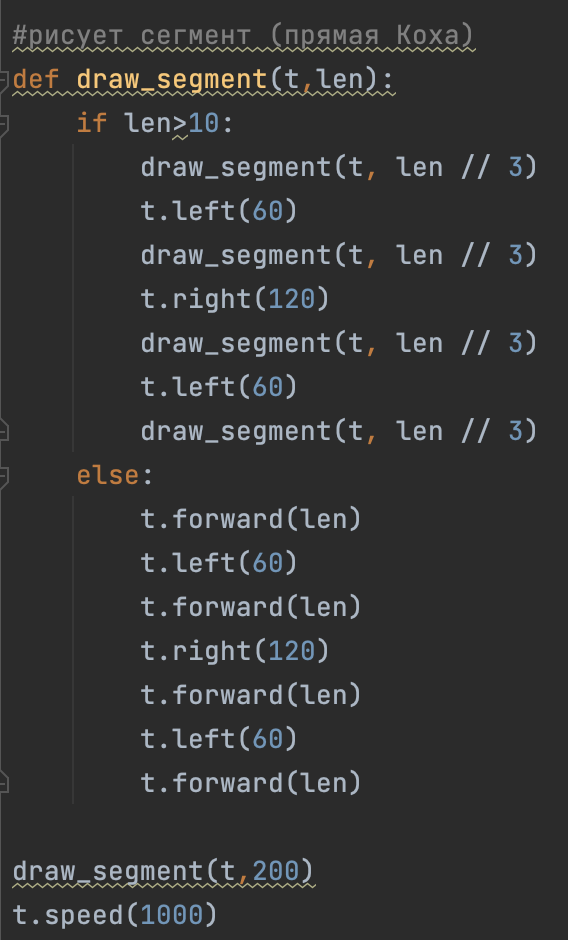 #рисует сегмент (прямая Коха)
def draw_segment(t,len):
    if len>10:
        draw_segment(t, len // 3)
        t.left(60)
        draw_segment(t, len // 3)
        t.right(120)
        draw_segment(t, len // 3)
        t.left(60)
        draw_segment(t, len // 3)
    else:
        t.forward(len)
        t.left(60)
        t.forward(len)
        t.right(120)
        t.forward(len)
        t.left(60)
        t.forward(len)

draw_segment(t,200)
t.speed(1000)